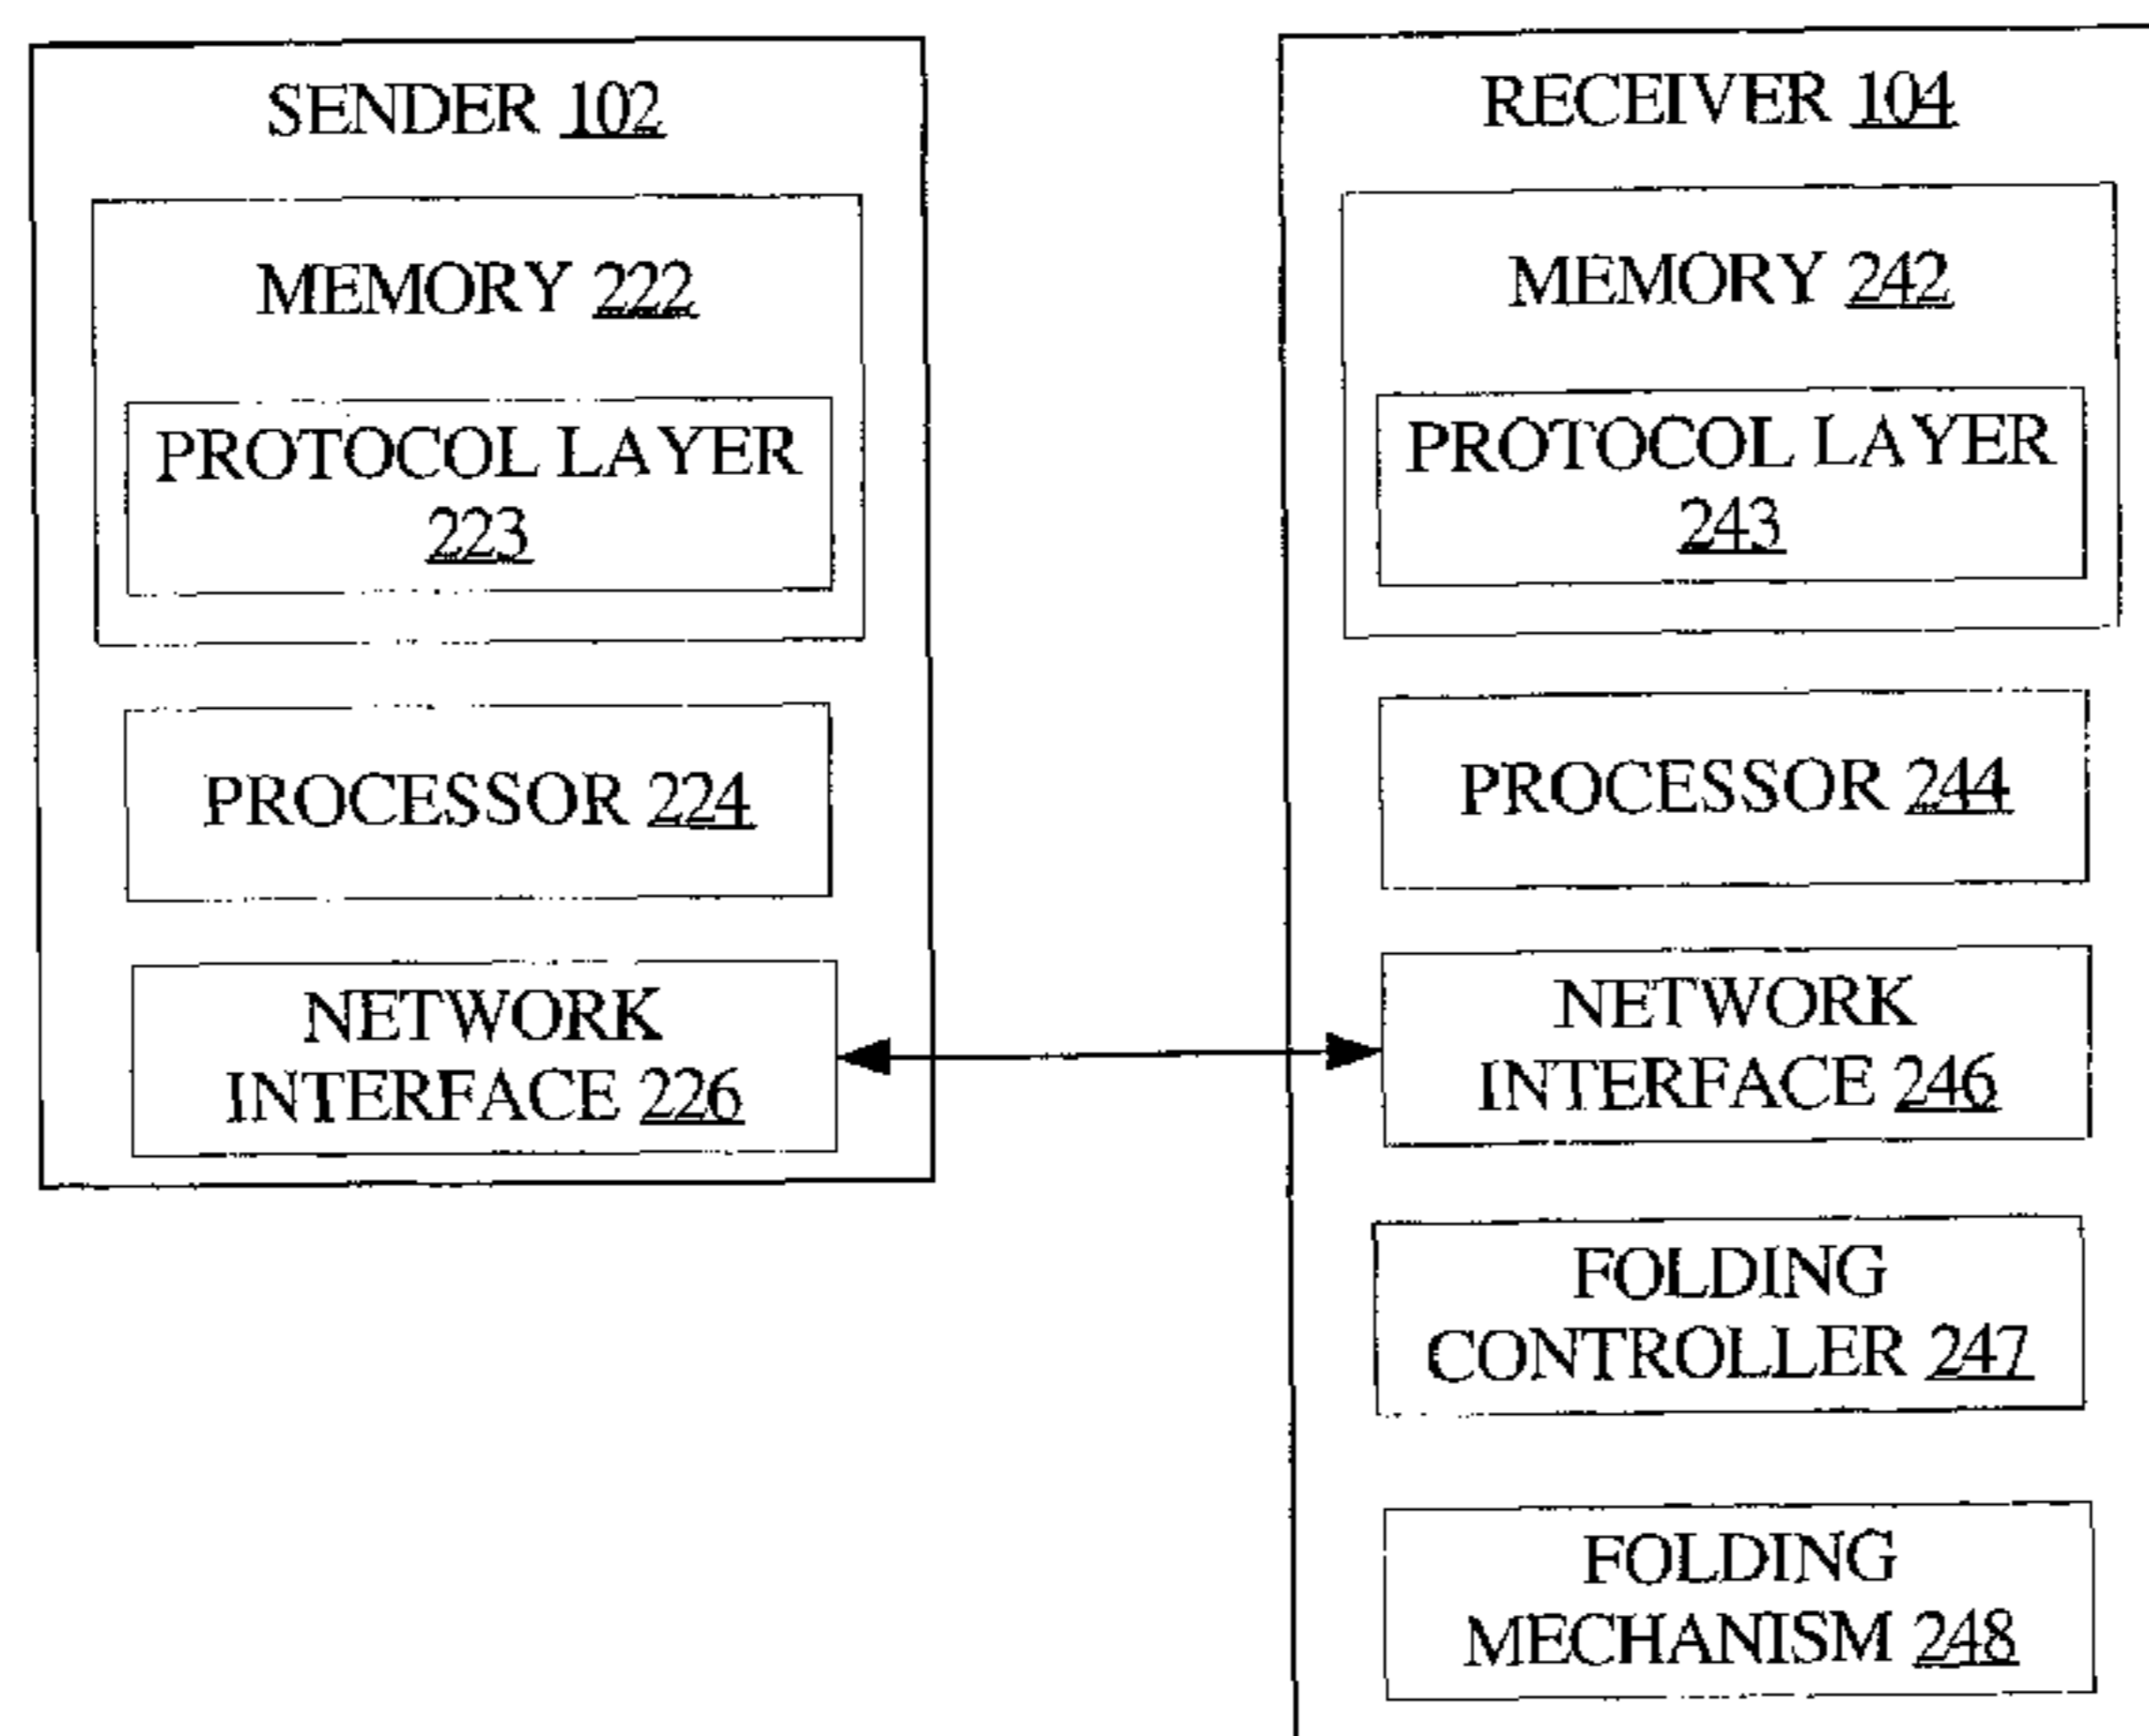 SENDER 102
MEMORY 222
PROTOCOL LAYER
223
PROCESSOR 224
NETWORK
INTERFACE 226
RECEIVER 104
MEMORY 242
PROTOCOL LAYER
243
PROCESSOR 244
NETWORK
INTERFACE 246
FOLDING
CONTROLLER 247
FOLDING
MECHANISM 248